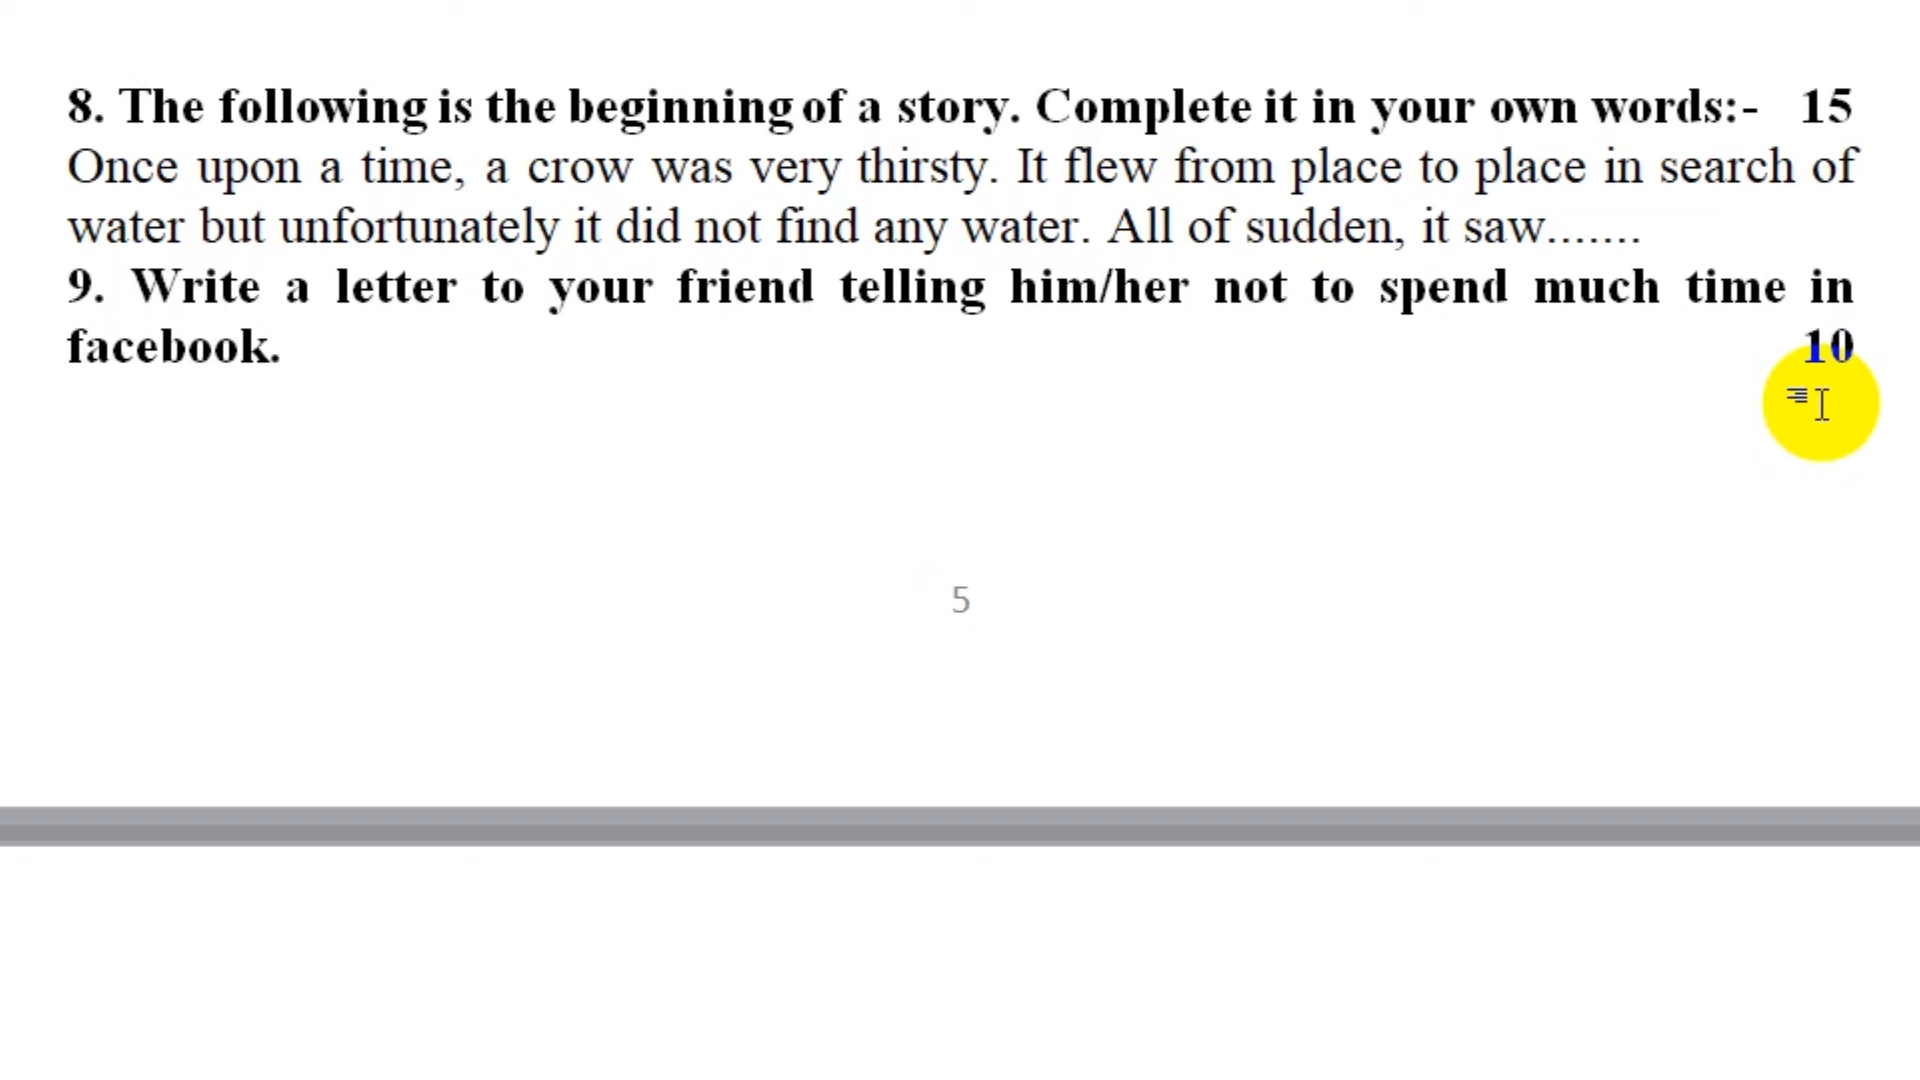 8. The following is the beginning of a story. Complete it in your own words:- 15
Once upon a time, a crow was very thirsty. It flew from place to place in search of
water but unfortunately it did not find any water. All of sudden, it saw.......
9. Write a letter to your friend telling him/her not to spend much time in
facebook. 10
5